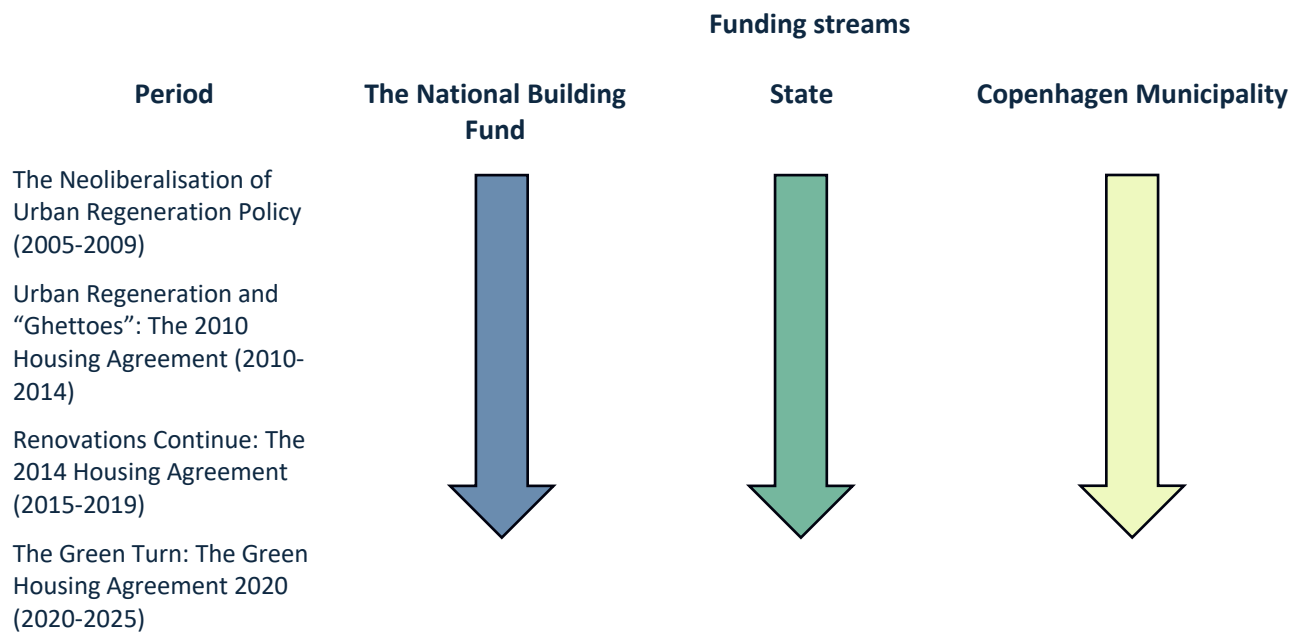 Funding streams
Period
The National Building
Fund
State
Copenhagen Municipality
The Neoliberalisation of
Urban Regeneration Policy
(2005-2009)
Urban Regeneration and
“Ghettoes”: The 2010
Housing Agreement (2010-
2014)
Renovations Continue: The
2014 Housing Agreement
(2015-2019)
The Green Turn: The Green
Housing Agreement 2020
(2020-2025)